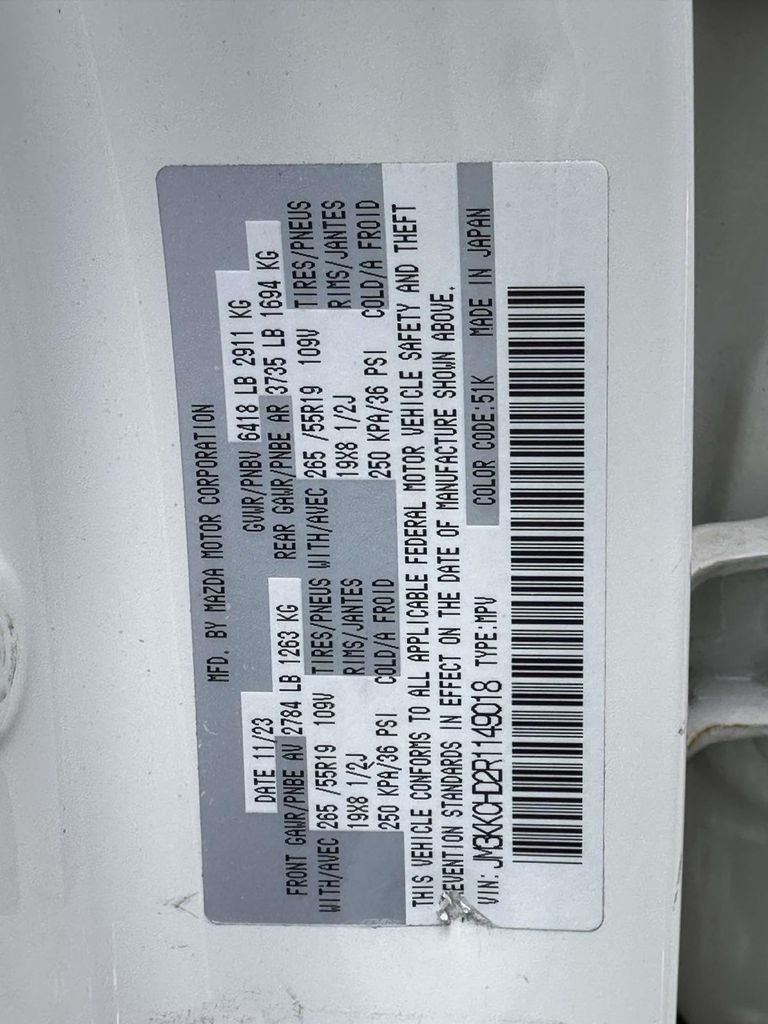 MFD. BY MAZDA MOTOR CORPORATION
DATE 11/23 GVWR/PNBV 6418 LB 2911 KG
FRONT GAWR/PNBE AV 2784 LB 1263 KG REAR GAWR/PNBE AR 3735 LB 1694 KG
WITH/AVEC 265 /55R19 109V TIRES/PNEUS WITH/AVEC 265 /55R19 109V TIRES/PNEUS
19X8 1/2J RIMS/JANTES 19X8 1/2J RIMS/JANTES
250 KPA/36 PSI COLD/A FROID 250 KPA/36 PSI COLD/A FROID
THIS VEHICLE CONFORMS TO ALL APPLICABLE FEDERAL MOTOR VEHICLE SAFETY AND THEFT
EVENTION STANDARDS IN EFFECT ON THE DATE OF MANUFACTURE SHOWN ABOVE.
VIN: JM3KKCHD2R1149018 TYPE:MPV COLOR CODE:51K MADE IN JAPAN